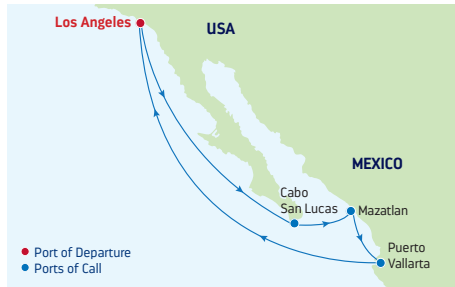 Los Angeles
USA
MEXICO
Cabo
San Lucas
Mazatlan
Puerto
Vallarta
Port of Departure
Ports of Call